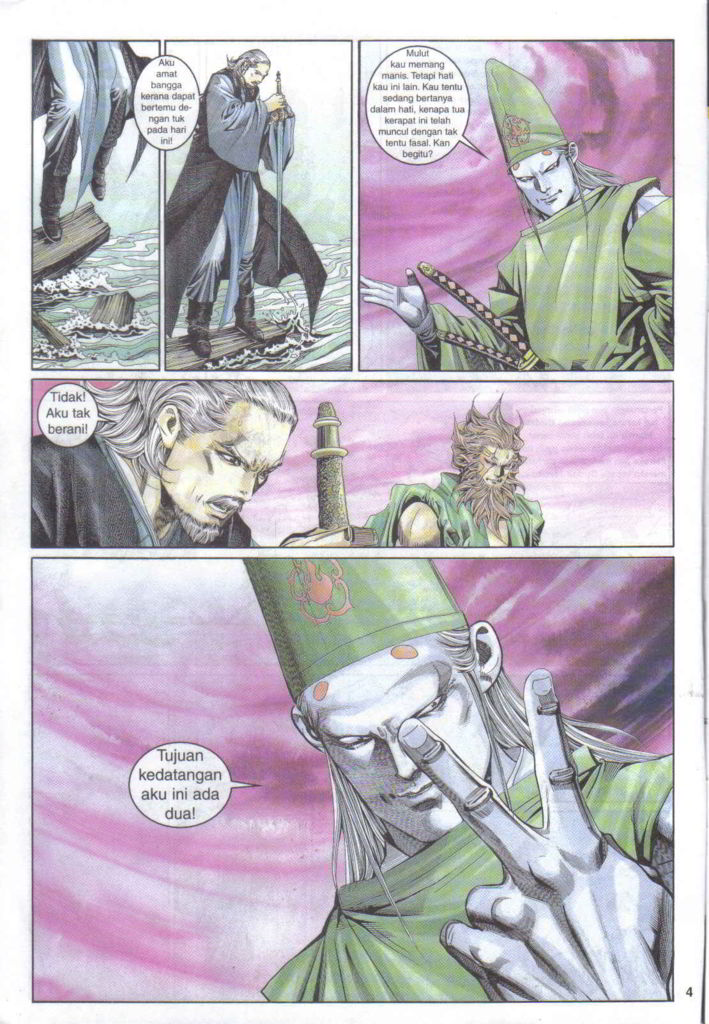 Aku
amat
bangga
kerana dapat
bertemu de-
ngan tuk
pada hari
ini!
Mulut
kau memang
manis. Tetapi hati
kau ini lain. Kau tentu
sedang bertanya
dalam hati, kenapa tua
kerapat ini telah
muncul dengan tak
tentu fasal. Kan
begitu?
Tidak!
Aku tak
berani!
Tujuan
kedatangan
aku ini ada
dua!
4